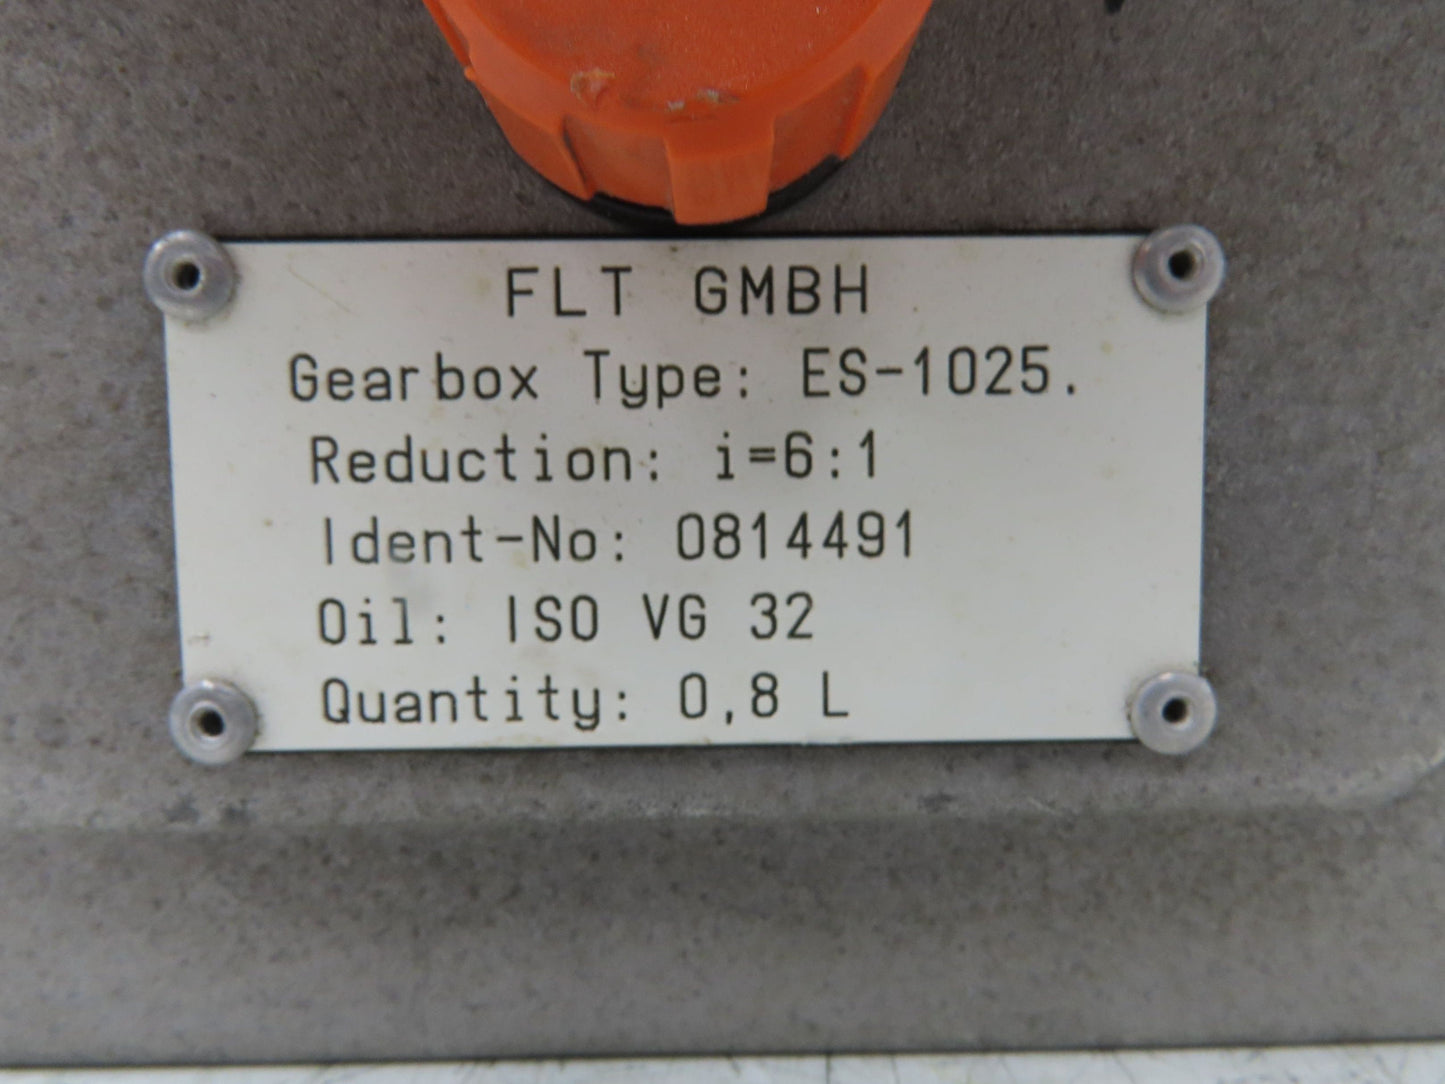 FLT GMBH
Gearbox Type: ES-1025.
Reduction: i=6:1
Ident-No: 0814491
Oil: ISO VG 32
Quantity: 0,8 L